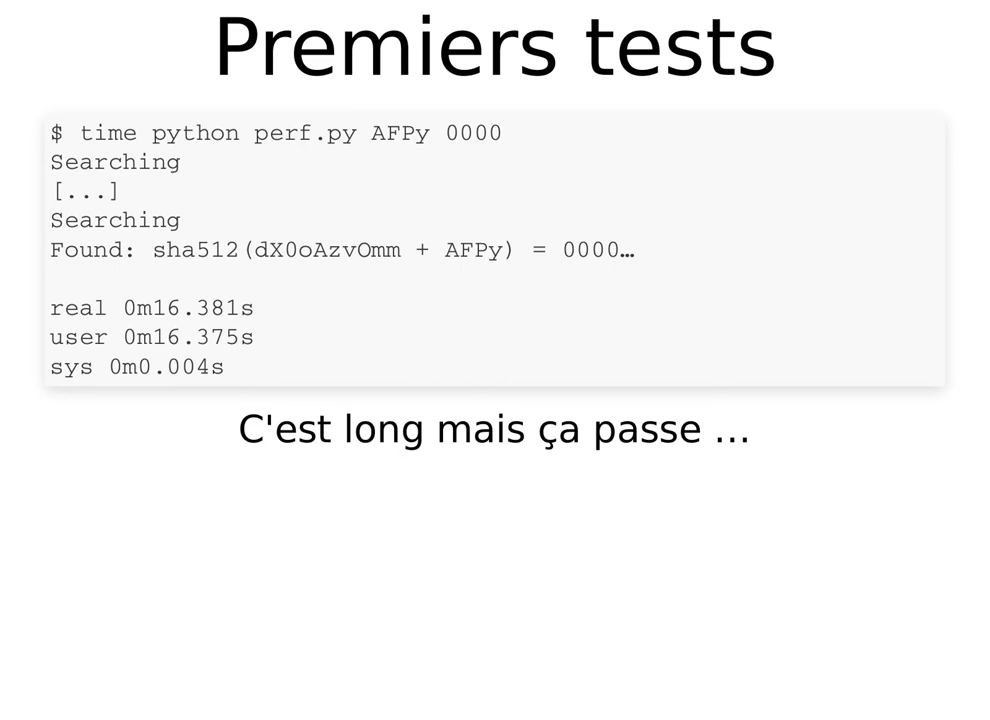 Premiers tests
$ time python perf.py AFPy 0000
Searching
[...]
Searching
Found: sha512(dX0oAzvOmm + AFPy) = 0000…
real 0m16.381s
user 0m16.375s
sys 0m0.004s
C'est long mais ça passe …